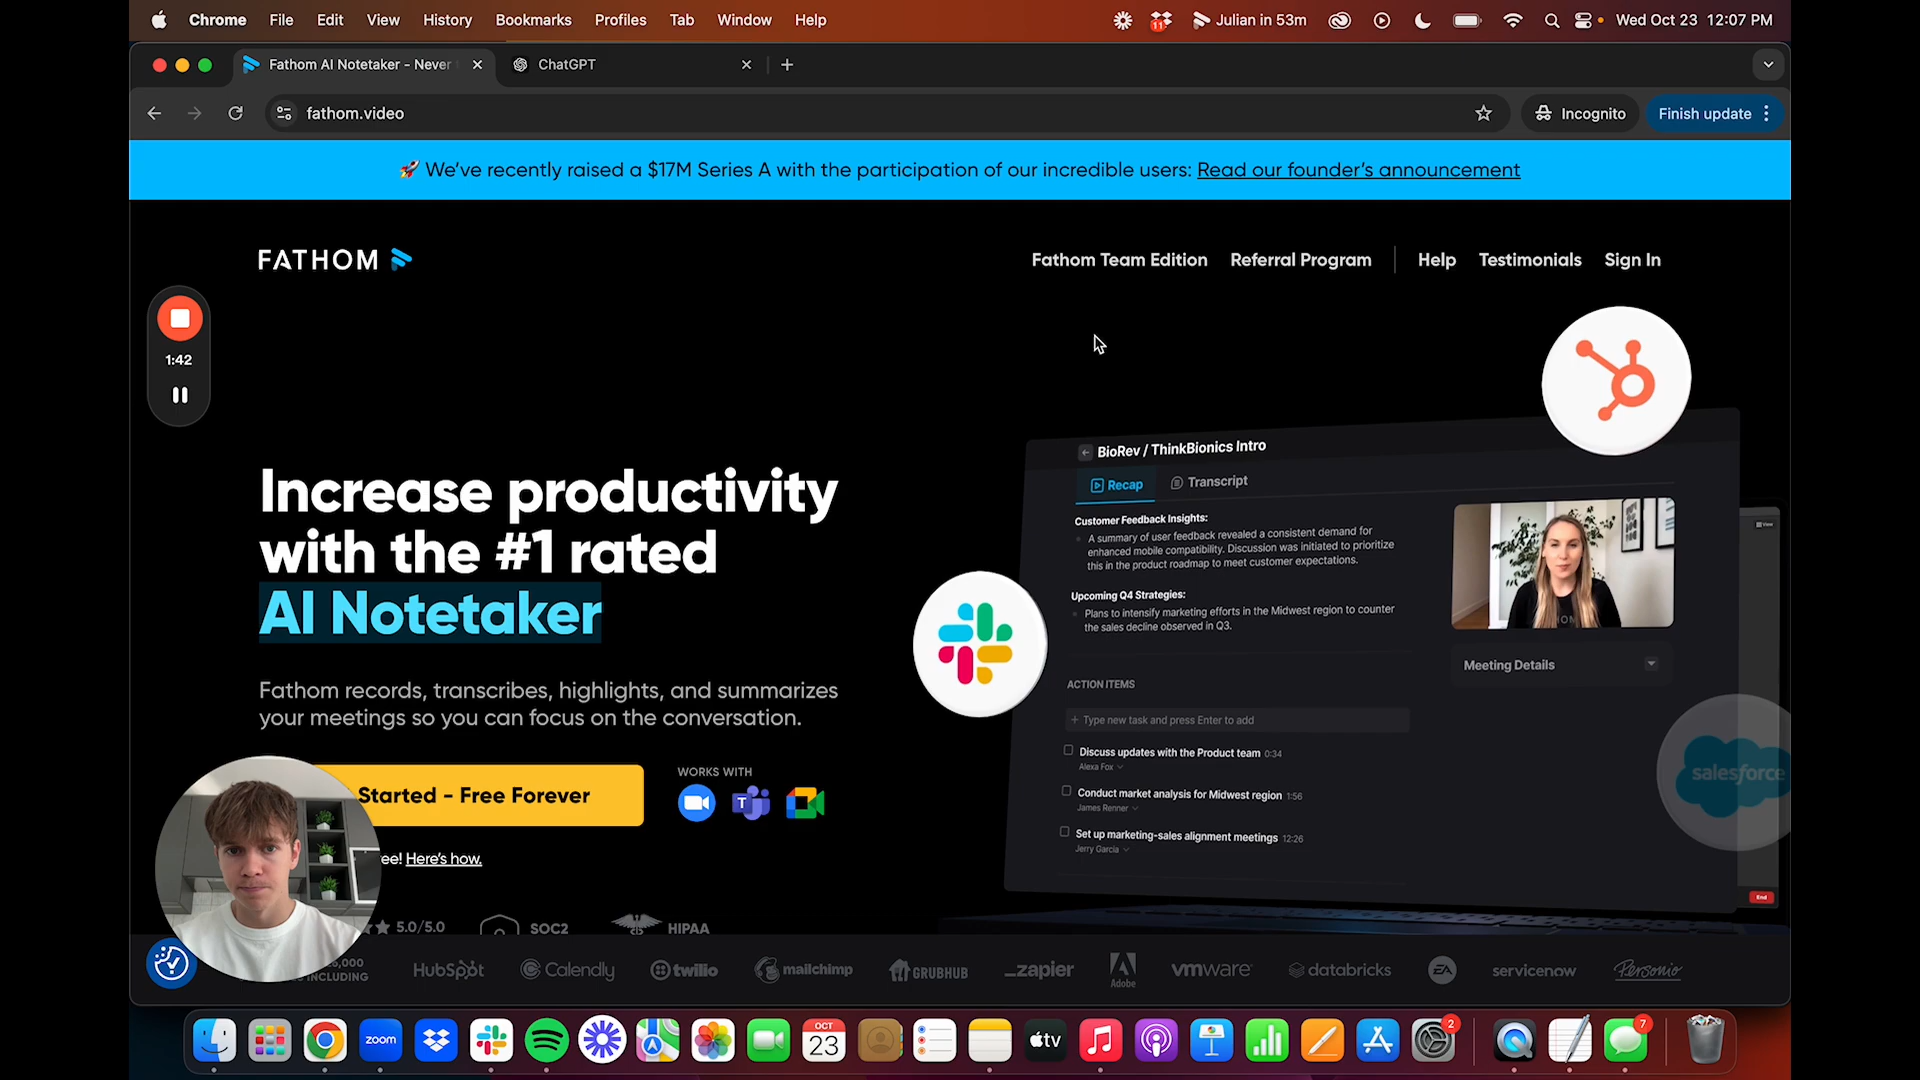 Chrome File Edit View History Bookmarks Profiles Tab Window Help
11
Julian in 53m
Wed Oct 23 12:07 PM
Fathom AI Notetaker - Never
ChatGPT
fathom.video
Incognito
Finish update
🚀 We've recently raised a $17M Series A with the participation of our incredible users: Read our founder's announcement
FATHOM
Fathom Team Edition
Referral Program
Help
Testimonials
Sign In
1:42
Increase productivity
with the #1 rated
AI Notetaker
Fathom records, transcribes, highlights, and summarizes
your meetings so you can focus on the conversation.
Started - Free Forever
WORKS WITH
Here's how.
5.0/5.0
SOC2
HIPAA
BioRev / ThinkBionics Intro
Recap
Transcript
Customer Feedback Insights:
A summary of user feedback revealed a consistent demand for
enhanced mobile compatibility. Discussion was initiated to prioritize
this in the product roadmap to meet customer expectations.
Upcoming Q4 Strategies:
Plans to intensify marketing efforts in the Midwest region to counter
the sales decline observed in Q3.
ACTION ITEMS
+ Type new task and press Enter to add
Discuss updates with the Product team 0:34
Alexa Fox
Conduct market analysis for Midwest region 1:56
James Renner
Set up marketing-sales alignment meetings 12:26
Jerry Garcia
Meeting Details
View
salesforce
End
INCLUDING
HubSpot
Calendly
twilio
mailchimp
GRUBHUB
zapier
Adobe
vmware
databricks
EA
servicenow
Personio
zoom
OCT
23
tv
2
7